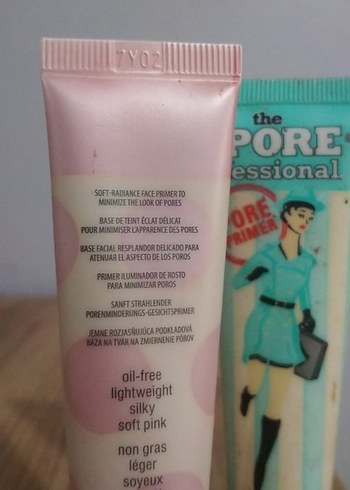 7Y02
SOFT-RADIANCE FACE PRIMER TO
MINIMIZE THE LOOK OF PORES
BASE DE TEINT ÉCLAT DÉLICAT
POUR MINIMISER L'APPARENCE DES PORES
BASE FACIAL RESPLANDOR DELICADO PARA
ATENUAR EL ASPECTO DE LOS POROS
PRIMER ILUMINADOR DE ROSTO
PARA MINIMIZAR POROS
SANFT STRAHLENDER
PORENMINDERUNGS-GESICHTSPRIMER
JEMNE ROZJASŇUJÚCA PODKLADOVÁ
BÁZA NA TVÁR NA ZMIERNENIE PÓROV
oil-free
lightweight
silky
soft pink
non gras
léger
soyeux
the
PORE
essional
PORE
PRIMER